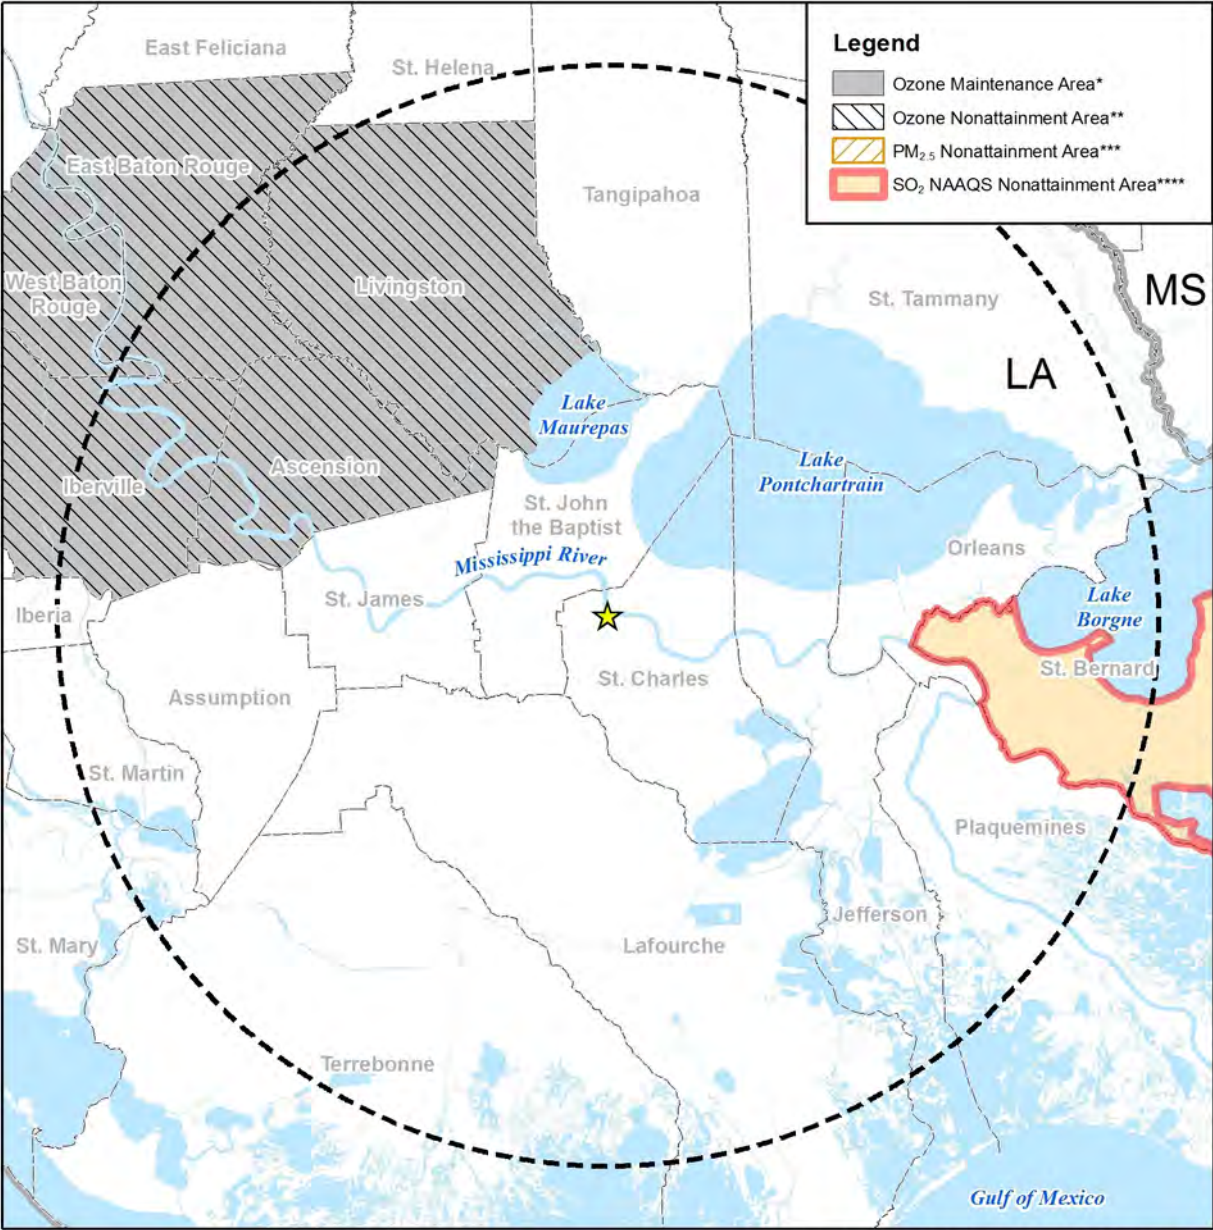 Legend
Ozone Maintenance Area*
Ozone Nonattainment Area**
PM2.5 Nonattainment Area***
SO2 NAAQS Nonattainment Area****
East Feliciana
St. Helena
East Baton Rouge
Tangipahoa
West Baton
Rouge
Livingston
St. Tammany
MS
LA
Lake
Maurepas
Lake
Pontchartrain
Ascension
Iberville
St. John
the Baptist
Mississippi River
Orleans
Iberia
St. James
Lake
Borgne
St. Charles
St. Bernard
Assumption
St. Martin
Plaquemines
Jefferson
St. Mary
Lafourche
Terrebonne
Gulf of Mexico